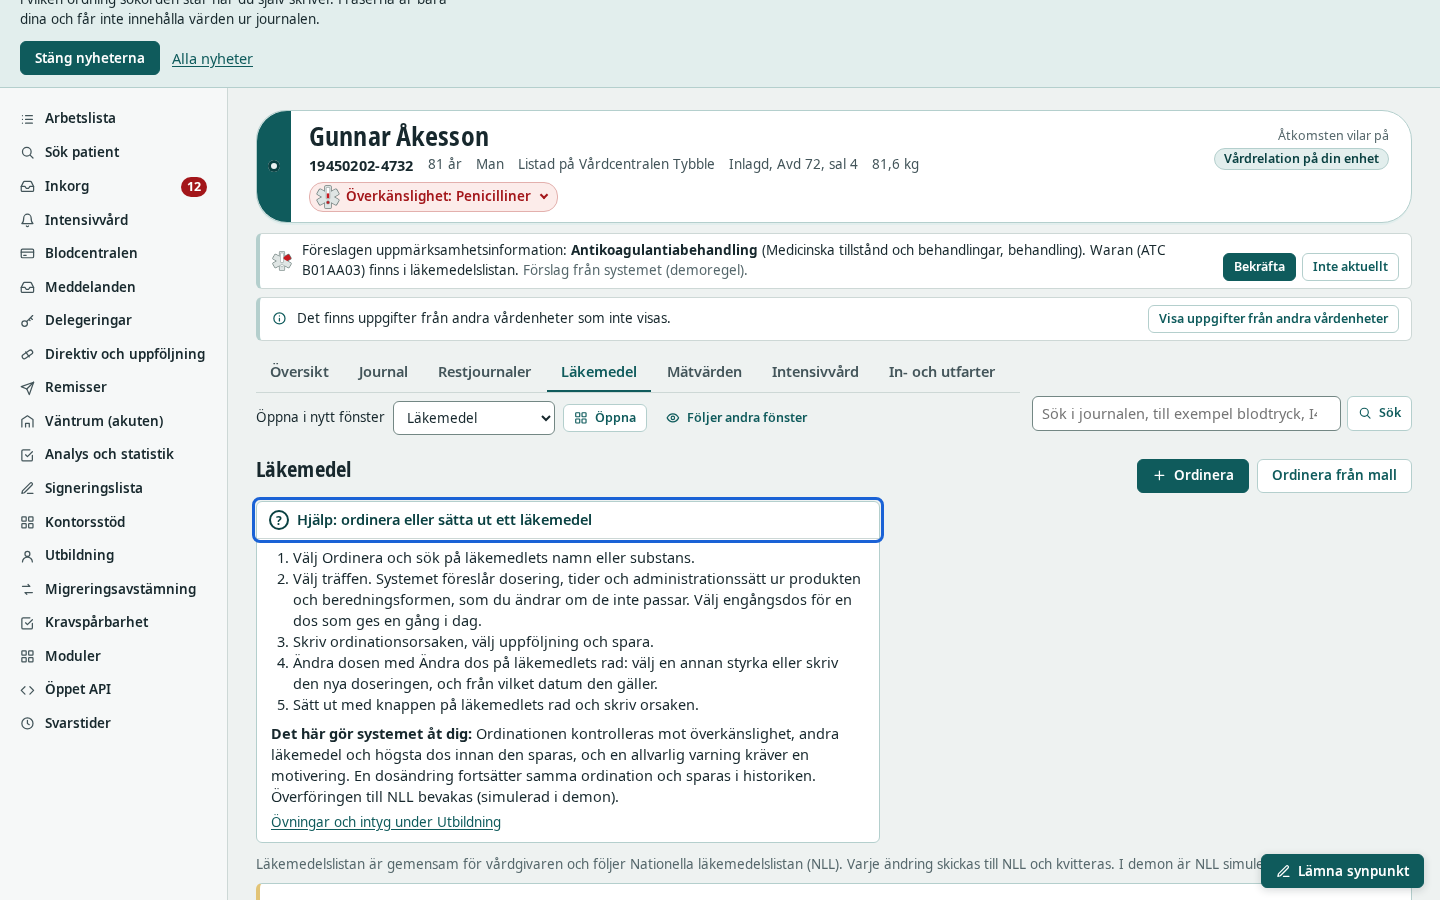 dina och får inte innehålla värden ur journalen.
Stäng nyheterna
Alla nyheter
Arbetslista
Sök patient
Inkorg
12
Intensivvård
Blodcentralen
Meddelanden
Delegeringar
Direktiv och uppföljning
Remisser
Väntrum (akuten)
Analys och statistik
Signeringslista
Kontorsstöd
Utbildning
Migreringsavstämning
Kravspårbarhet
Moduler
Öppet API
Svarstider
Gunnar Åkesson
19450202-4732 81 år Man Listad på Vårdcentralen Tybble Inlagd, Avd 72, sal 4 81,6 kg
Överkänslighet: Penicilliner
Åtkomsten vilar på
Vårdrelation på din enhet
Föreslagen uppmärksamhetsinformation: Antikoagulantiabehandling (Medicinska tillstånd och behandlingar, behandling). Waran (ATC
B01AA03) finns i läkemedelslistan. Förslag från systemet (demoregel).
Bekräfta
Inte aktuellt
Det finns uppgifter från andra vårdenheter som inte visas.
Visa uppgifter från andra vårdenheter
Översikt Journal Restjournaler Läkemedel Mätvärden Intensivvård In- och utfarter
Öppna i nytt fönster Läkemedel Öppna Följer andra fönster
Sök i journalen, till exempel blodtryck, I4
Sök
Läkemedel
Ordinera
Ordinera från mall
? Hjälp: ordinera eller sätta ut ett läkemedel
1. Välj Ordinera och sök på läkemedlets namn eller substans.
2. Välj träffen. Systemet föreslår dosering, tider och administrationssätt ur produkten
och beredningsformen, som du ändrar om de inte passar. Välj engångsdos för en
dos som ges en gång i dag.
3. Skriv ordinationsorsaken, välj uppföljning och spara.
4. Ändra dosen med Ändra dos på läkemedlets rad: välj en annan styrka eller skriv
den nya doseringen, och från vilket datum den gäller.
5. Sätt ut med knappen på läkemedlets rad och skriv orsaken.
Det här gör systemet åt dig: Ordinationen kontrolleras mot överkänslighet, andra
läkemedel och högsta dos innan den sparas, och en allvarlig varning kräver en
motivering. En dosändring fortsätter samma ordination och sparas i historiken.
Överföringen till NLL bevakas (simulerad i demon).
Övningar och intyg under Utbildning
Läkemedelslistan är gemensam för vårdgivaren och följer Nationella läkemedelslistan (NLL). Varje ändring skickas till NLL och kvitteras. I demon är NLL
Lämna synpunkt